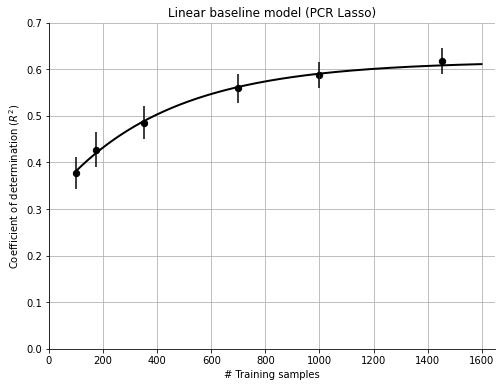 Linear baseline model (PCR Lasso)
Coefficient of determination (R²)
0.7
0.6
0.5
0.4
0.3
0.2
0.1
0.0
0 200 400 600 800 1000 1200 1400 1600
# Training samples